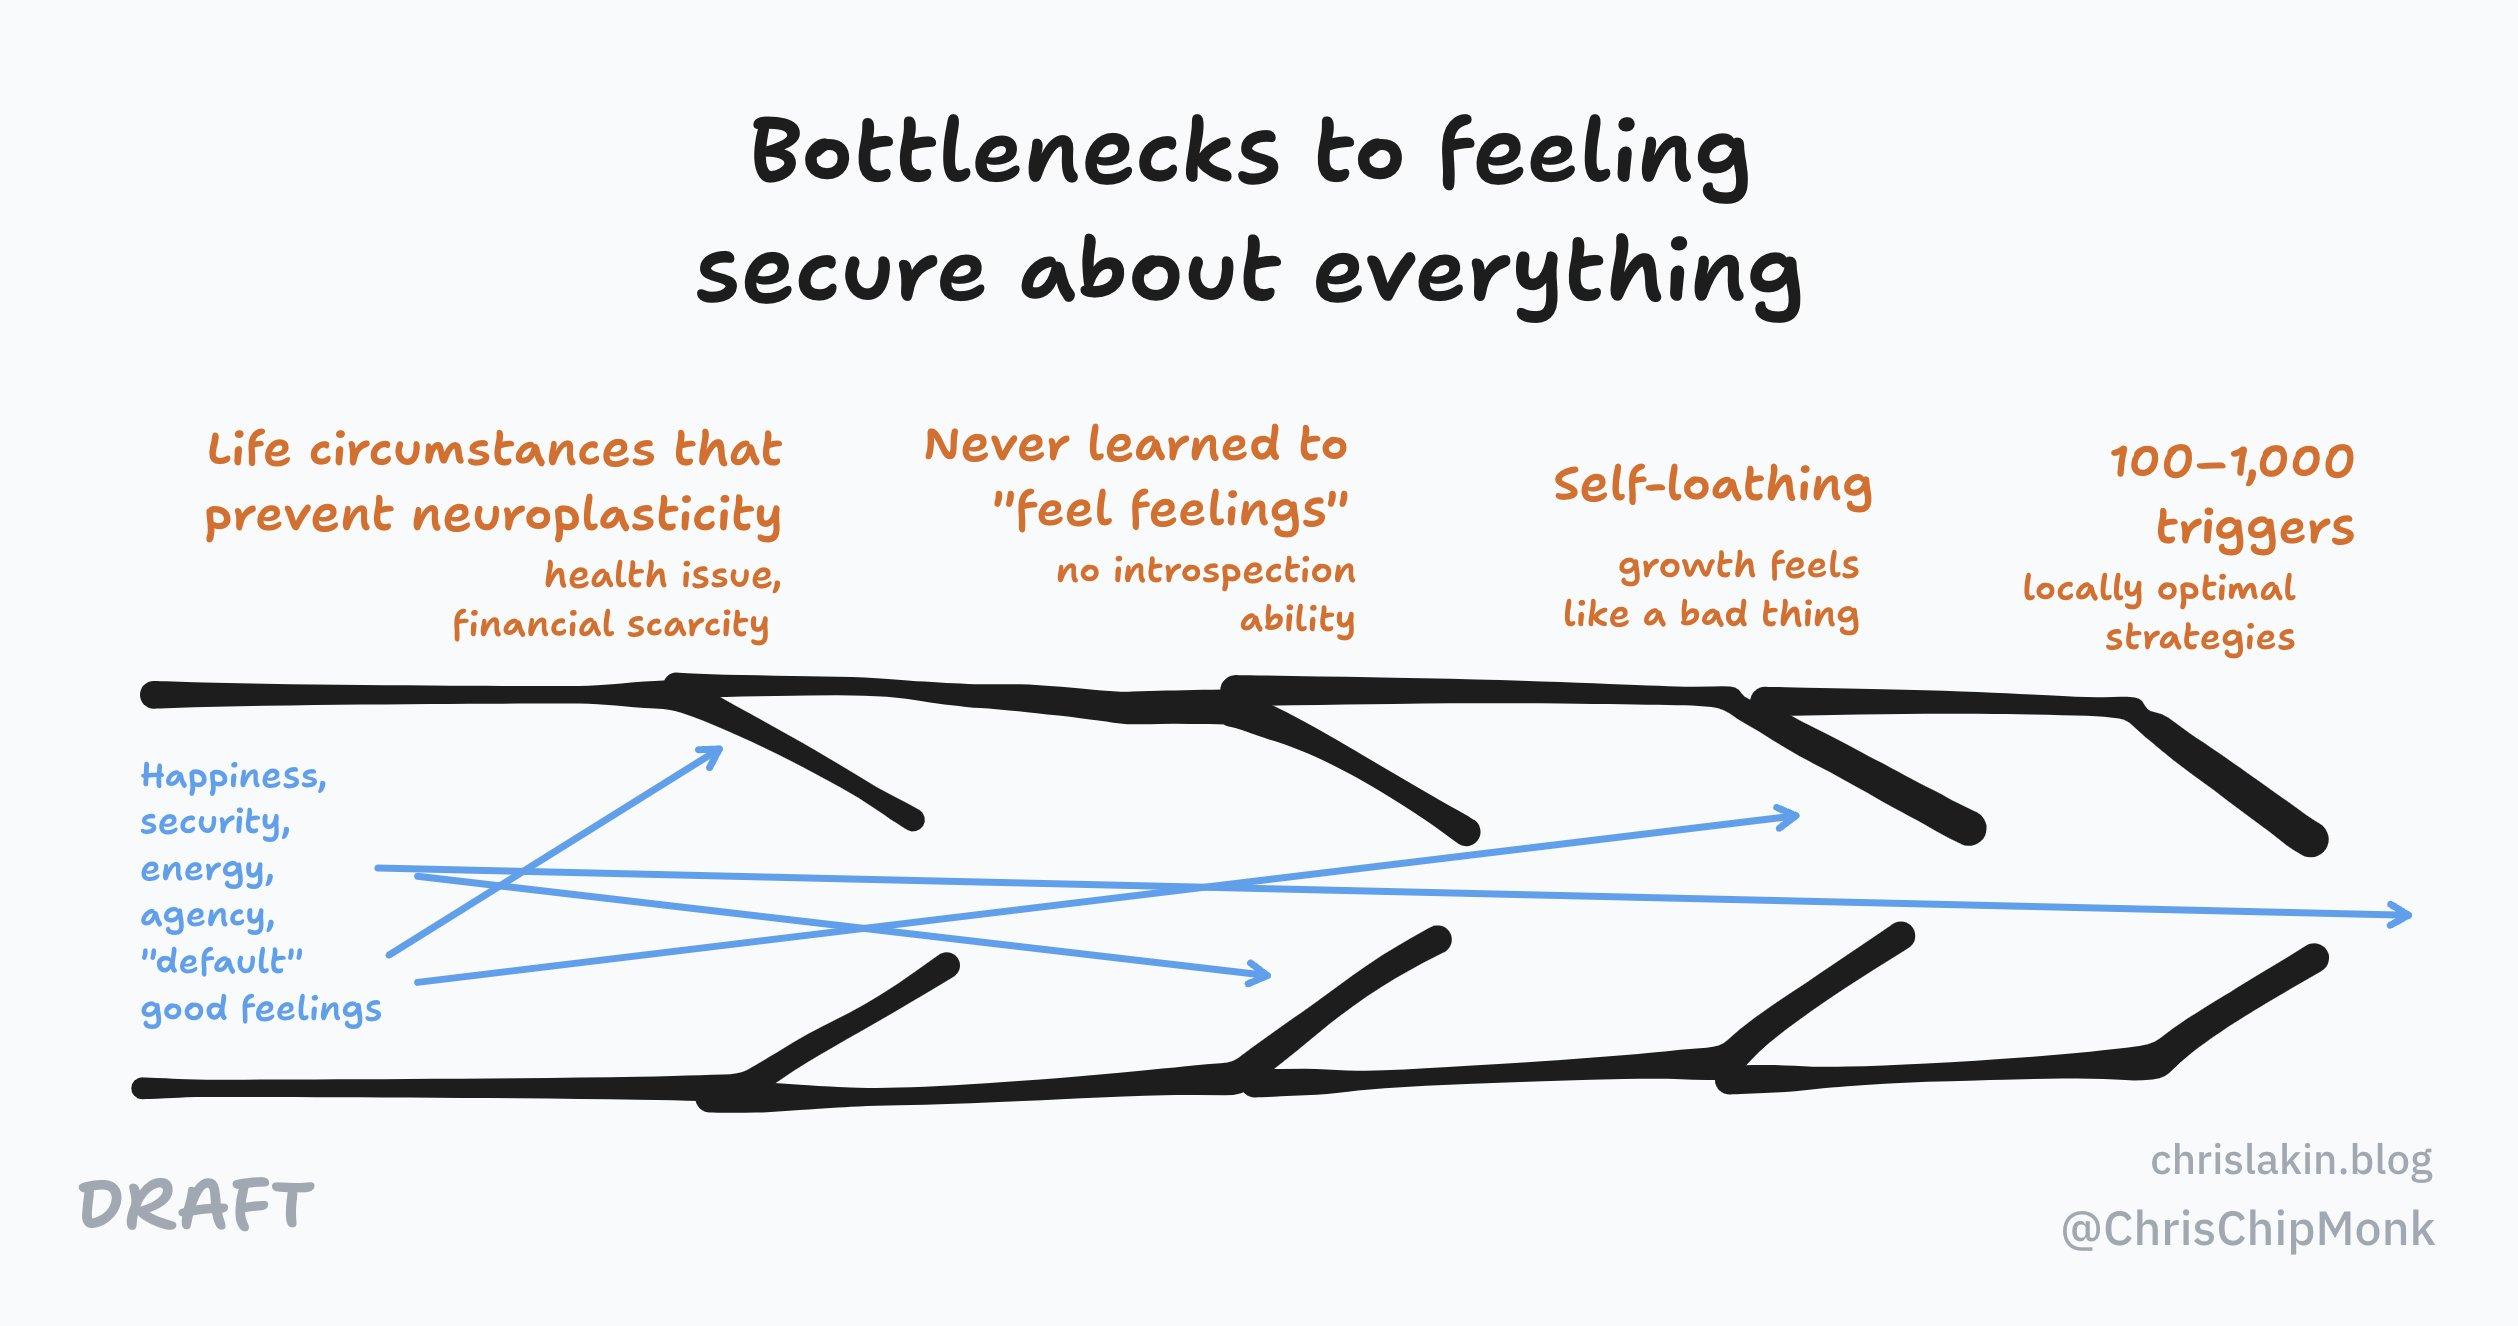 Bottlenecks to feeling
secure about everything
Life circumstances that
prevent neuroplasticity
health issue,
financial scarcity
Never learned to
"feel feelings"
no introspection
ability
Self-loathing
growth feels
like a bad thing
100–1,000
triggers
locally optimal
strategies
Happiness,
security,
energy,
agency,
"default"
good feelings
DRAFT
chrislakin.blog
@ChrisChipMonk